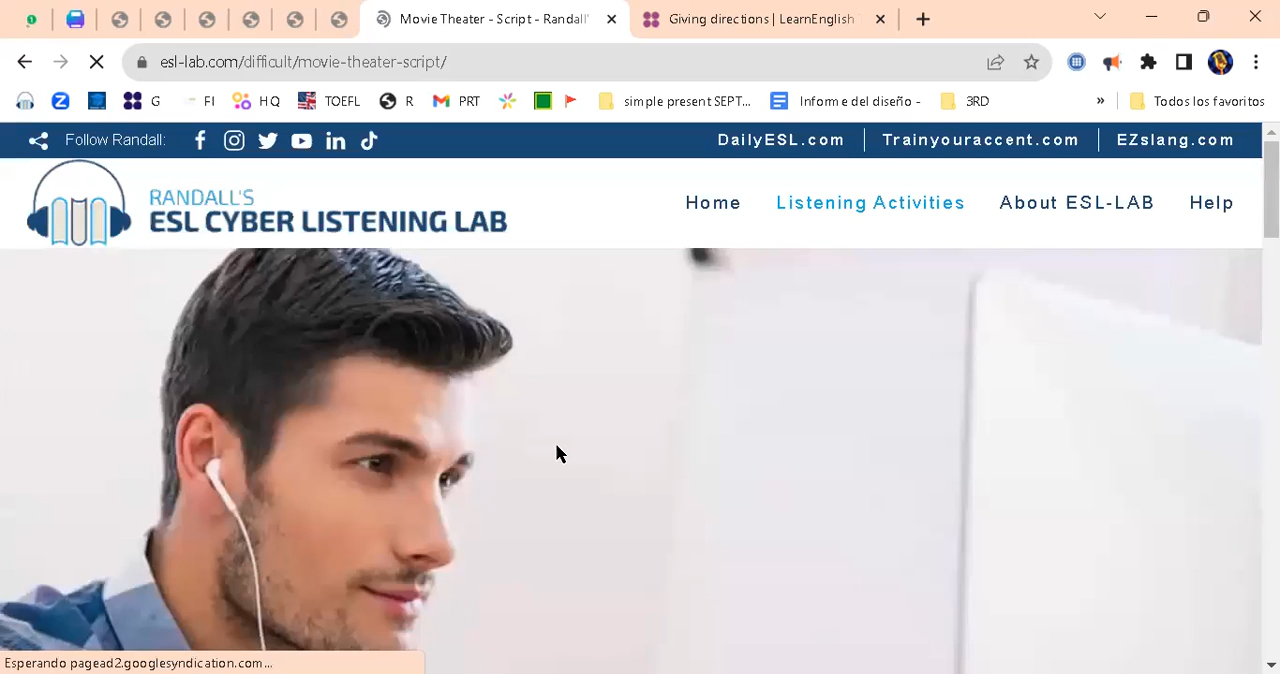 Movie Theater - Script - Randall'
Giving directions | LearnEnglish
esl-lab.com/difficult/movie-theater-script/
G FI H Q TOEFL R PRT simple present SEPT... Informe del diseño - 3RD » Todos los favoritos
Follow Randall: DailyESL.com Trainyouraccent.com EZslang.com
RANDALL'S
ESL CYBER LISTENING LAB
Home Listening Activities About ESL-LAB Help
Esperando pagead2.googlesyndication.com...